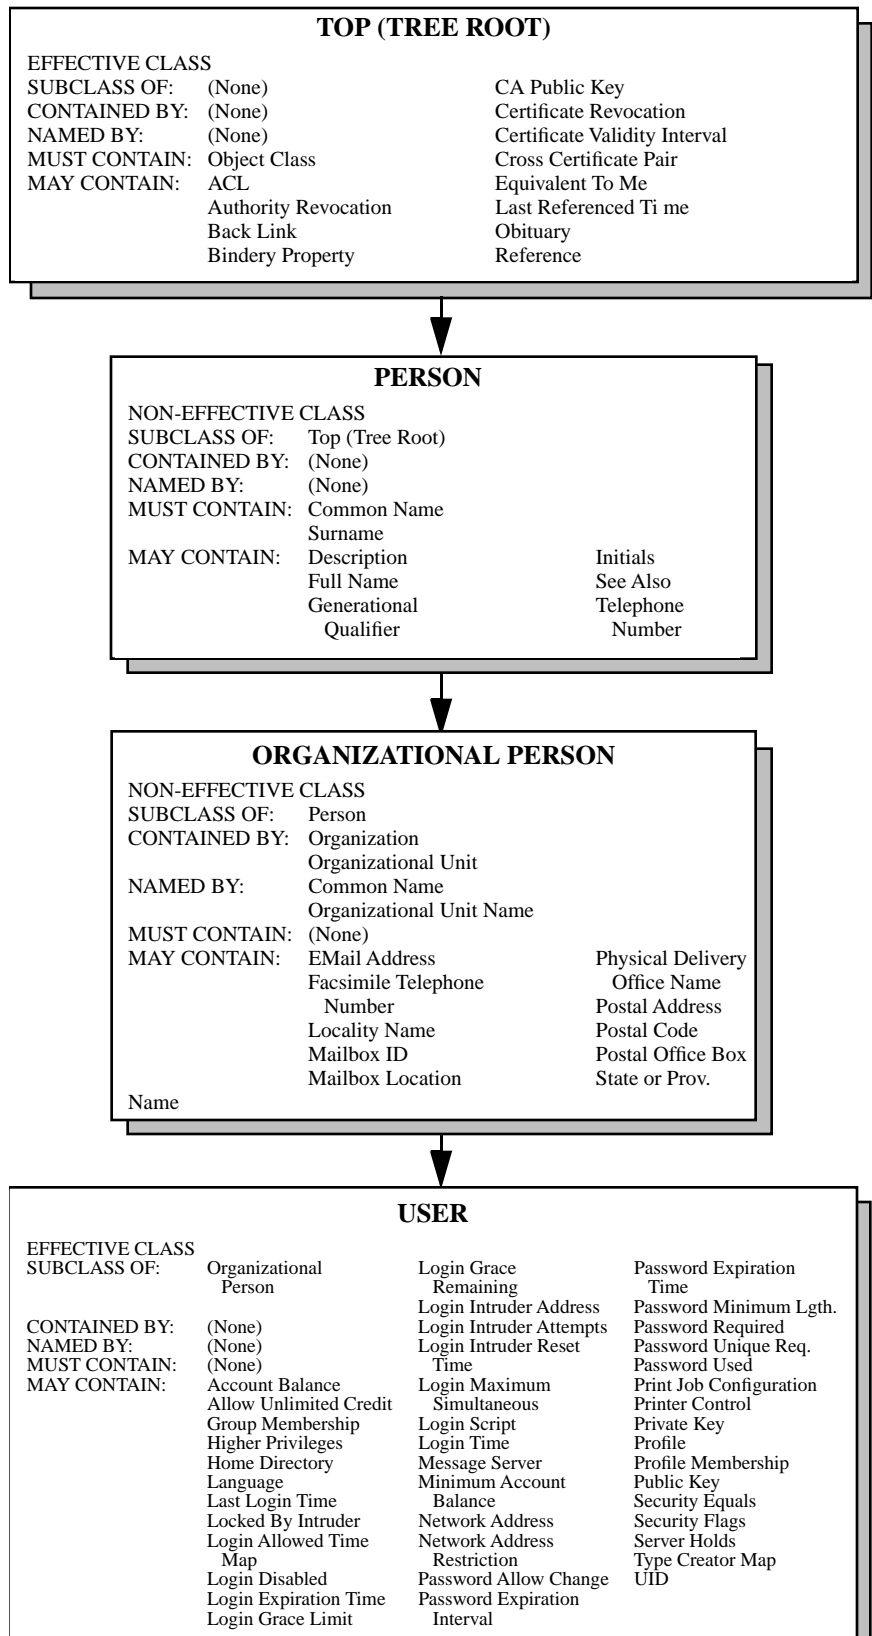 TOP (TREE ROOT)
EFFECTIVE CLASS
SUBCLASS OF: (None)
CONTAINED BY: (None)
NAMED BY: (None)
MUST CONTAIN: Object Class
MAY CONTAIN: ACL
Authority Revocation
Back Link
Bindery Property
CA Public Key
Certificate Revocation
Certificate Validity Interval
Cross Certificate Pair
Equivalent To Me
Last Referenced Ti me
Obituary
Reference
PERSON
NON-EFFECTIVE CLASS
SUBCLASS OF: Top (Tree Root)
CONTAINED BY: (None)
NAMED BY: (None)
MUST CONTAIN: Common Name
Surname
MAY CONTAIN: Description
Full Name
Generational
Qualifier
Initials
See Also
Telephone
Number
ORGANIZATIONAL PERSON
NON-EFFECTIVE CLASS
SUBCLASS OF: Person
CONTAINED BY: Organization
Organizational Unit
NAMED BY: Common Name
Organizational Unit Name
MUST CONTAIN: (None)
MAY CONTAIN: EMail Address
Facsimile Telephone
Number
Locality Name
Mailbox ID
Mailbox Location
Physical Delivery
Office Name
Postal Address
Postal Code
Postal Office Box
State or Prov.
Name
USER
EFFECTIVE CLASS
SUBCLASS OF: Organizational
Person
CONTAINED BY: (None)
NAMED BY: (None)
MUST CONTAIN: (None)
MAY CONTAIN: Account Balance
Allow Unlimited Credit
Group Membership
Higher Privileges
Home Directory
Language
Last Login Time
Locked By Intruder
Login Allowed Time
Map
Login Disabled
Login Expiration Time
Login Grace Limit
Login Grace
Remaining
Login Intruder Address
Login Intruder Attempts
Login Intruder Reset
Time
Login Maximum
Simultaneous
Login Script
Login Time
Message Server
Minimum Account
Balance
Network Address
Network Address
Restriction
Password Allow Change
Password Expiration
Interval
Password Expiration
Time
Password Minimum Lgth.
Password Required
Password Unique Req.
Password Used
Print Job Configuration
Printer Control
Private Key
Profile
Profile Membership
Public Key
Security Equals
Security Flags
Server Holds
Type Creator Map
UID